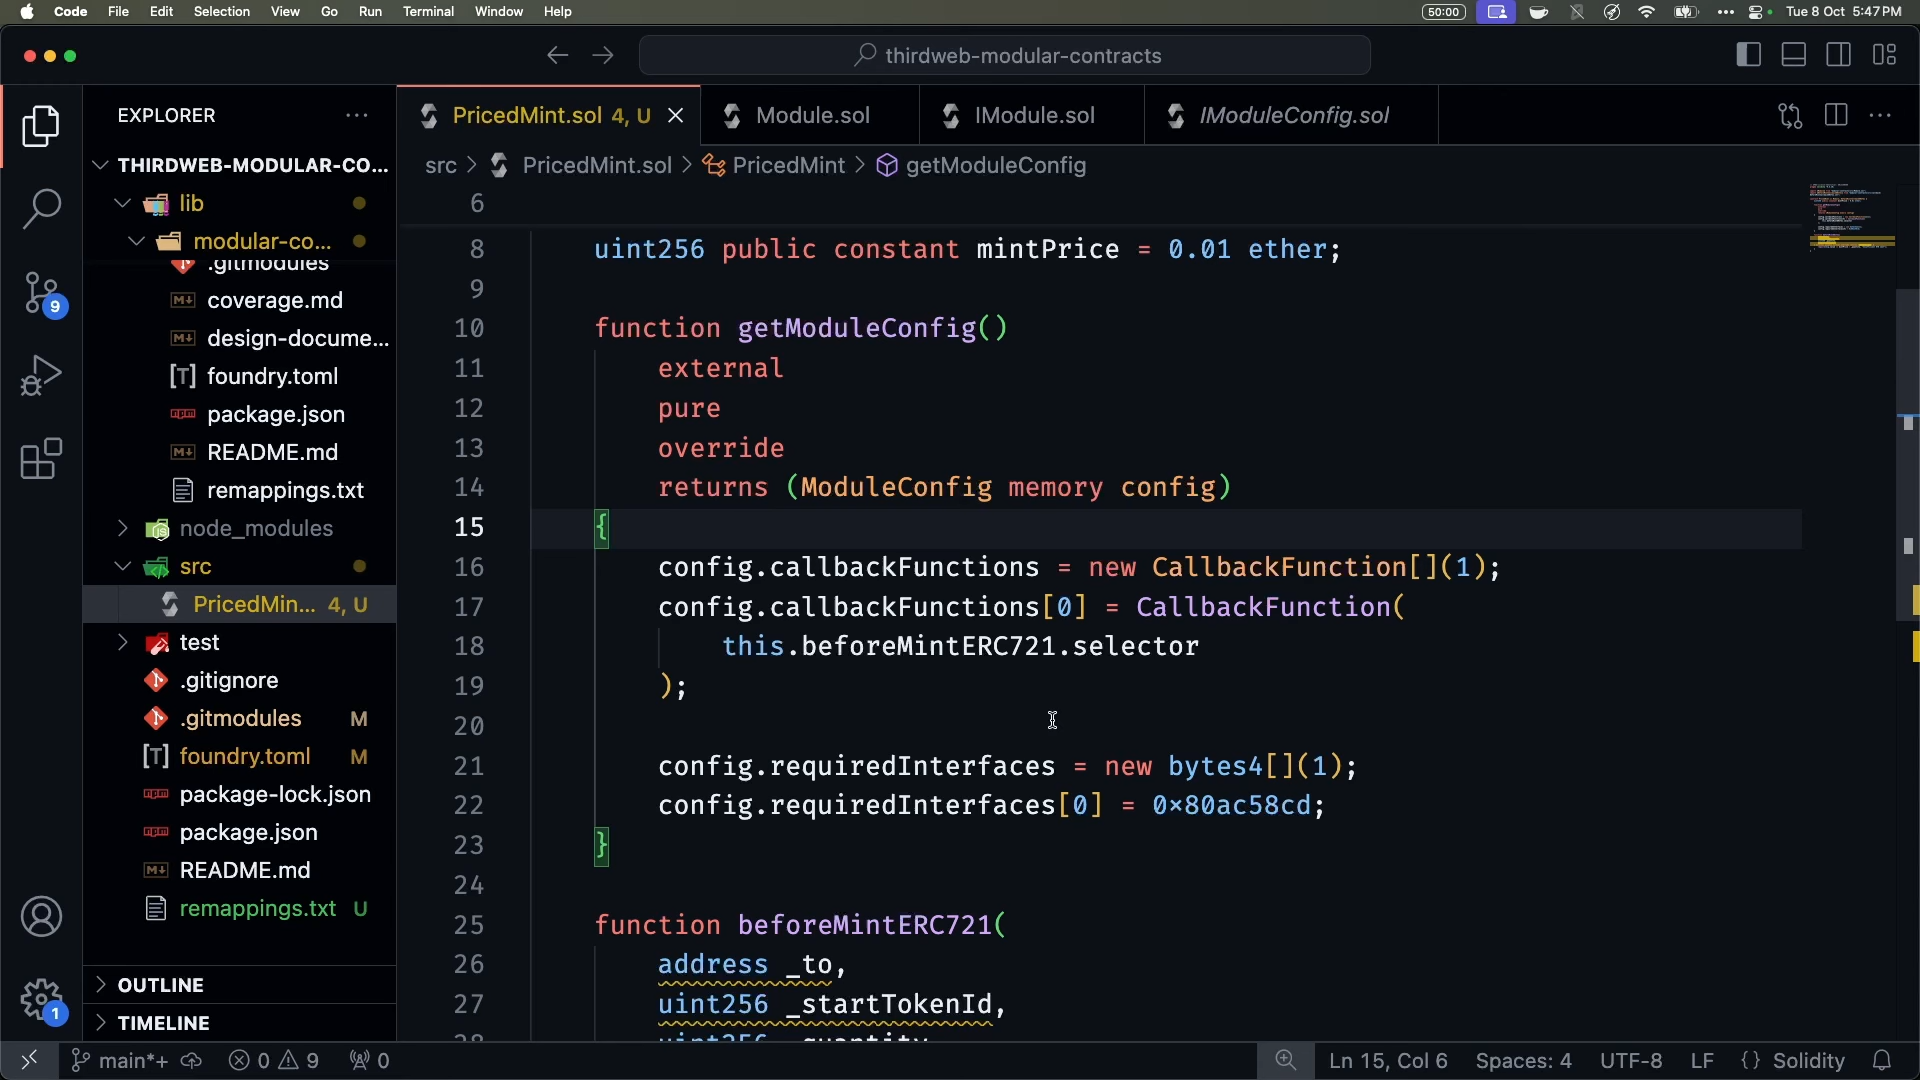 Code File Edit Selection View Go Run Terminal Window Help 50:00 Tue 8 Oct 5:47 PM
thirdweb-modular-contracts
EXPLORER
PricedMint.sol 4, U
Module.sol
IModule.sol
IModuleConfig.sol
THIRDWEB-MODULAR-CO...
src > PricedMint.sol > PricedMint > getModuleConfig
lib
modular-co...
.gitmodules
coverage.md
design-docume...
foundry.toml
package.json
README.md
remappings.txt
node_modules
src
PricedMin... 4, U
test
.gitignore
.gitmodules M
foundry.toml M
package-lock.json
package.json
README.md
remappings.txt U
OUTLINE
TIMELINE
9
1
6
8 uint256 public constant mintPrice = 0.01 ether;
9
10 function getModuleConfig()
11 external
12 pure
13 override
14 returns (ModuleConfig memory config)
15 {
16 config.callbackFunctions = new CallbackFunction[](1);
17 config.callbackFunctions[0] = CallbackFunction(
18 this.beforeMintERC721.selector
19 );
20
21 config.requiredInterfaces = new bytes4[](1);
22 config.requiredInterfaces[0] = 0x80ac58cd;
23 }
24
25 function beforeMintERC721(
26 address _to,
27 uint256 _startTokenId,
28 uint256 _quantity
main*+ 0 9 0 Ln 15, Col 6 Spaces: 4 UTF-8 LF {} Solidity